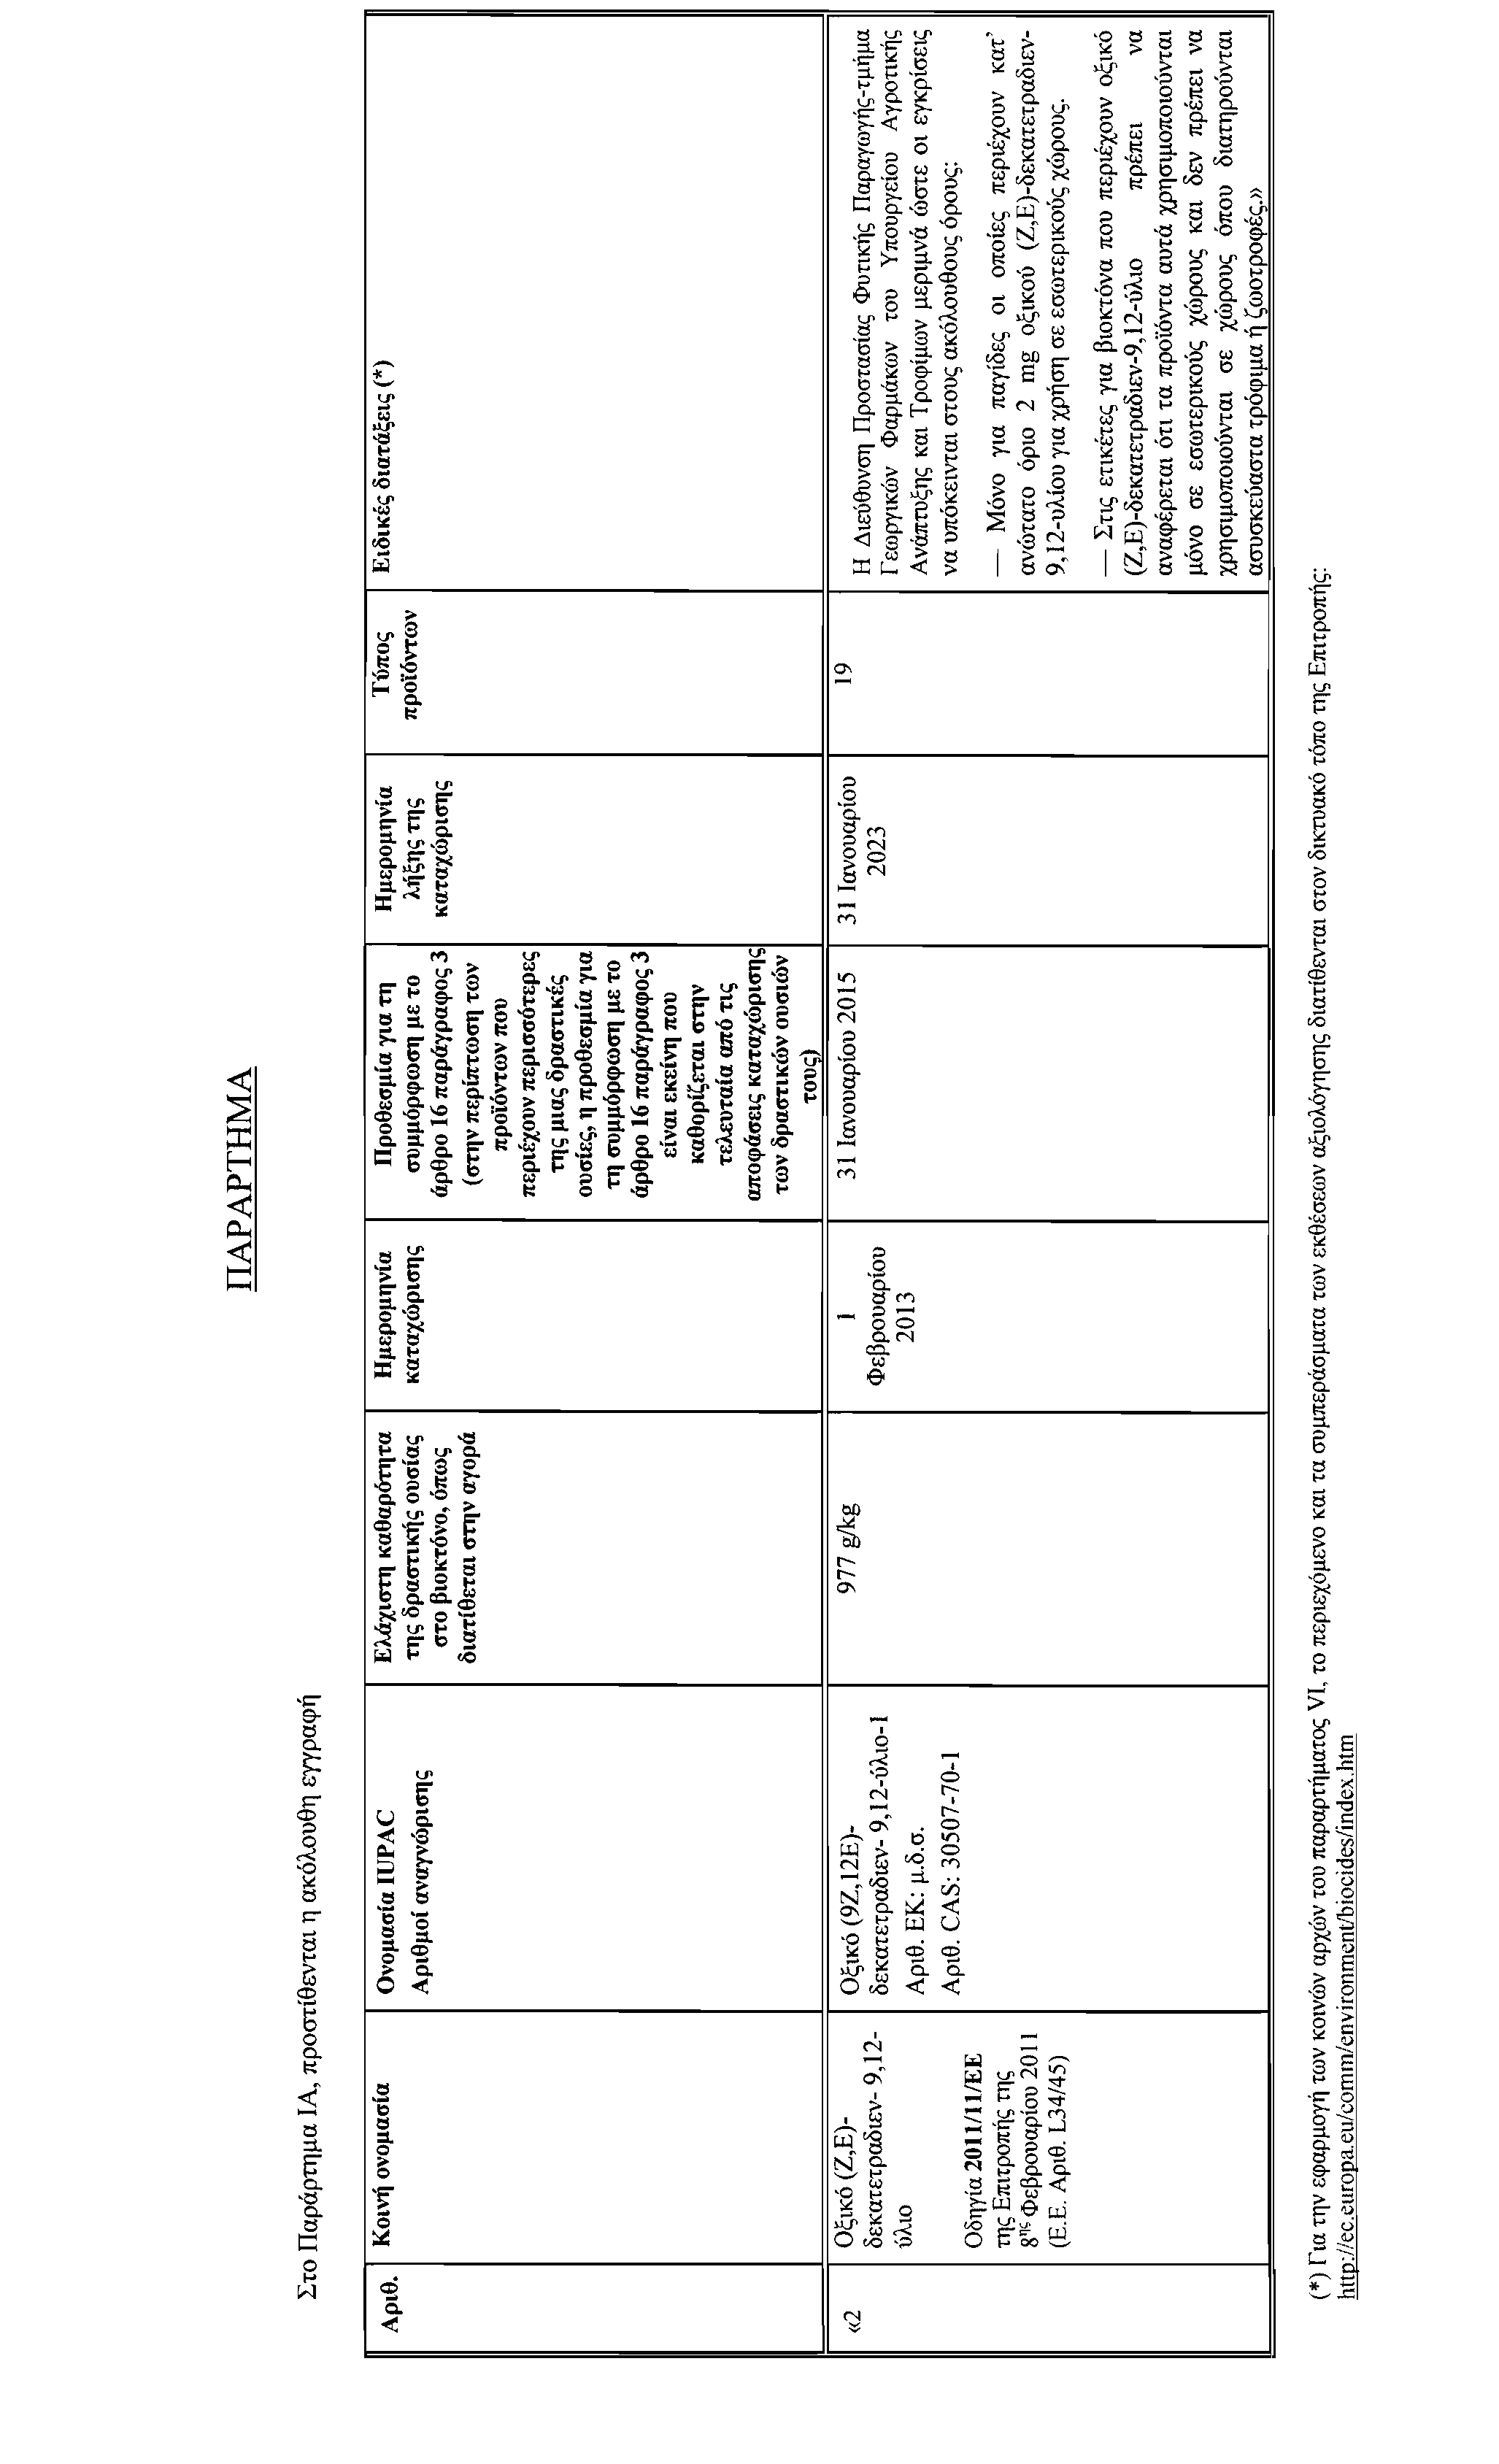 ΠΑΡΑΡΤΗΜΑ
Στο Παράρτημα ΙΑ, προστίθενται η ακόλουθη εγγραφή
Αριθ.
Κοινή ονομασία
Ονομασία IUPAC
Αριθμοί αναγνώρισης
Ελάχιστη καθαρότητα
της δραστικής ουσίας
στο βιοκτόνο, όπως
διατίθεται στην αγορά
Ημερομηνία
καταχώρισης
Προθεσμία για τη
συμμόρφωση με το
άρθρο 16 παράγραφος 3
(στην περίπτωση των
προϊόντων που
περιέχουν περισσότερες
της μιας δραστικές
ουσίες, η προθεσμία για
τη συμμόρφωση με το
άρθρο 16 παράγραφος 3
είναι εκείνη που
καθορίζεται στην
τελευταία από τις
αποφάσεις καταχώρισης
των δραστικών ουσιών
τους)
Ημερομηνία
λήξης της
καταχώρισης
Τύπος
προϊόντων
Ειδικές διατάξεις (*)
«2
Οξικό (Ζ,Ε)-
δεκατετραδιεν- 9,12-
ύλιο
Οδηγία 2011/11/ΕΕ
της Επιτροπής της
8ης Φεβρουαρίου 2011
(Ε.Ε. Αριθ. L34/45)
Οξικό (9Ζ,12Ε)-
δεκατετραδιεν- 9,12-ύλιο-1
Αριθ. ΕΚ: μ.δ.σ.
Αριθ. CAS: 30507-70-1
977 g/kg
1
Φεβρουαρίου
2013
31 Ιανουαρίου 2015
31 Ιανουαρίου
2023
19
Η Διεύθυνση Προστασίας Φυτικής Παραγωγής-τμήμα
Γεωργικών Φαρμάκων του Υπουργείου Αγροτικής
Ανάπτυξης και Τροφίμων μεριμνά ώστε οι εγκρίσεις
να υπόκεινται στους ακόλουθους όρους:
— Μόνο για παγίδες οι οποίες περιέχουν κατ’
ανώτατο όριο 2 mg οξικού (Ζ,Ε)-δεκατετραδιεν-
9,12-υλίου για χρήση σε εσωτερικούς χώρους.
— Στις ετικέτες για βιοκτόνα που περιέχουν οξικό
(Ζ,Ε)-δεκατετραδιεν-9,12-ύλιο πρέπει να
αναφέρεται ότι τα προϊόντα αυτά χρησιμοποιούνται
μόνο σε εσωτερικούς χώρους και δεν πρέπει να
χρησιμοποιούνται σε χώρους όπου διατηρούνται
ασυσκεύαστα τρόφιμα ή ζωοτροφές.»
(*) Για την εφαρμογή των κοινών αρχών του παραρτήματος VI, το περιεχόμενο και τα συμπεράσματα των εκθέσεων αξιολόγησης διατίθενται στον δικτυακό τόπο της Επιτροπής:
http://ec.europa.eu/comm/environment/biocides/index.htm